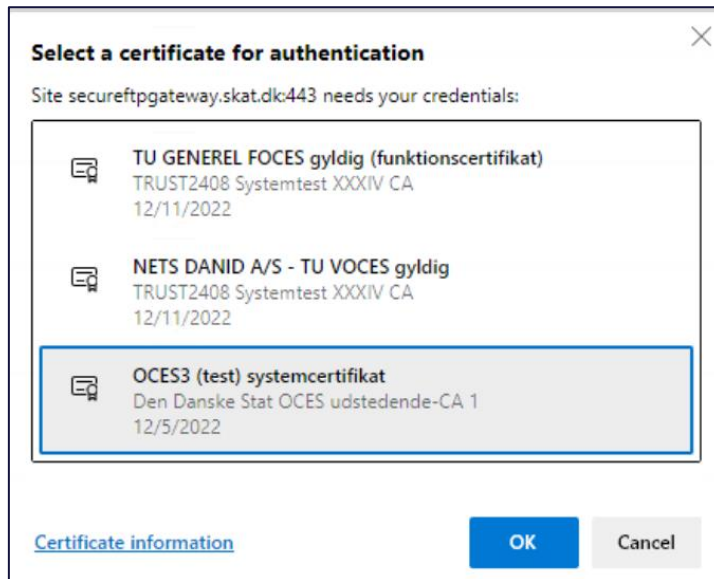 Select a certificate for authentication
Site secureftpgateway.skat.dk:443 needs your credentials:
TU GENEREL FOCES gyldig (funktionscertifikat)
TRUST2408 Systemtest XXXIV CA
12/11/2022
NETS DANID A/S - TU VOCES gyldig
TRUST2408 Systemtest XXXIV CA
12/11/2022
OCES3 (test) systemcertifikat
Den Danske Stat OCES udstedende-CA 1
12/5/2022
Certificate information
OK
Cancel